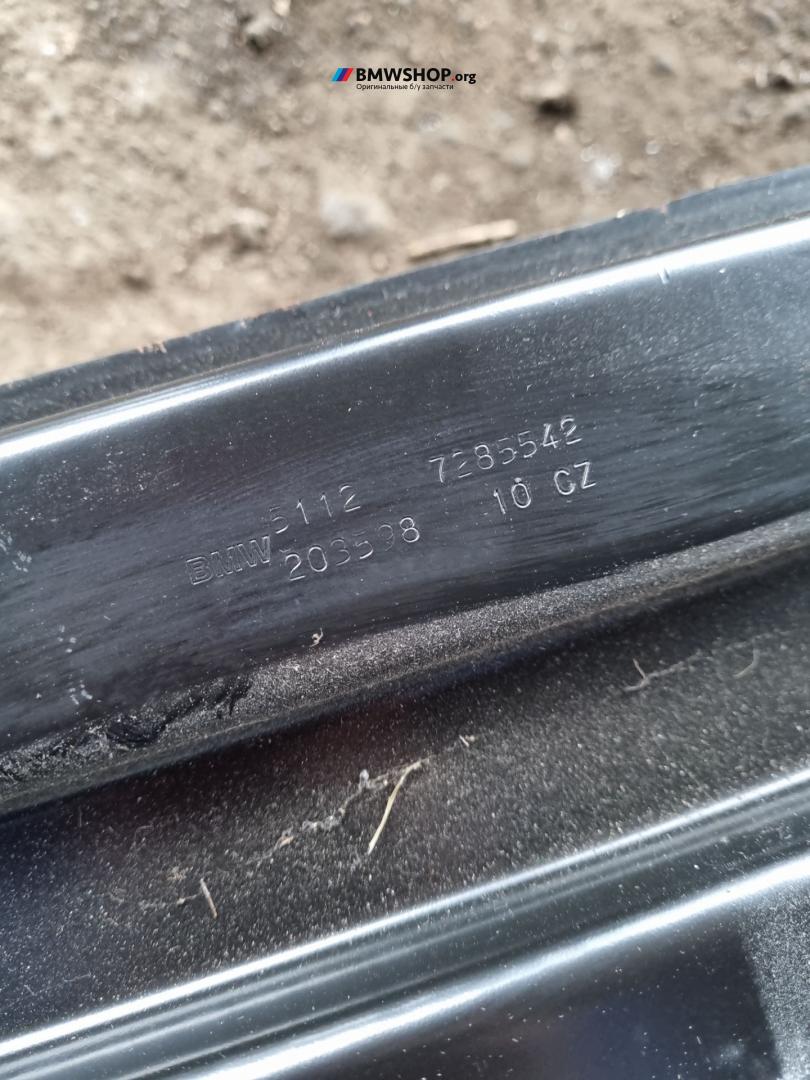 BMWSHOP.org
Оригинальные б/у запчасти
5112 7285542
BMW 203598 10 CZ